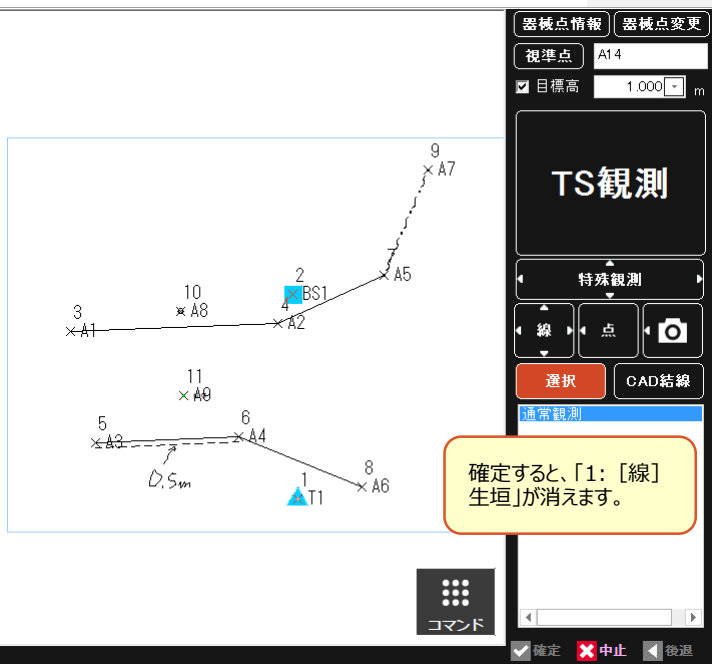 器械点情報 器械点変更
視準点 A14
目標高 1.000 m
TS観測
特殊観測
線 点
選択 CAD結線
通常観測
確定すると、「1:［線］
生垣」が消えます。
9
A7
7
A5
2
BS1
10
A8
4
A2
3
A1
11
A9
5
A3
6
A4
0.5m
8
A6
1
T1
コマンド
確定 中止 後退